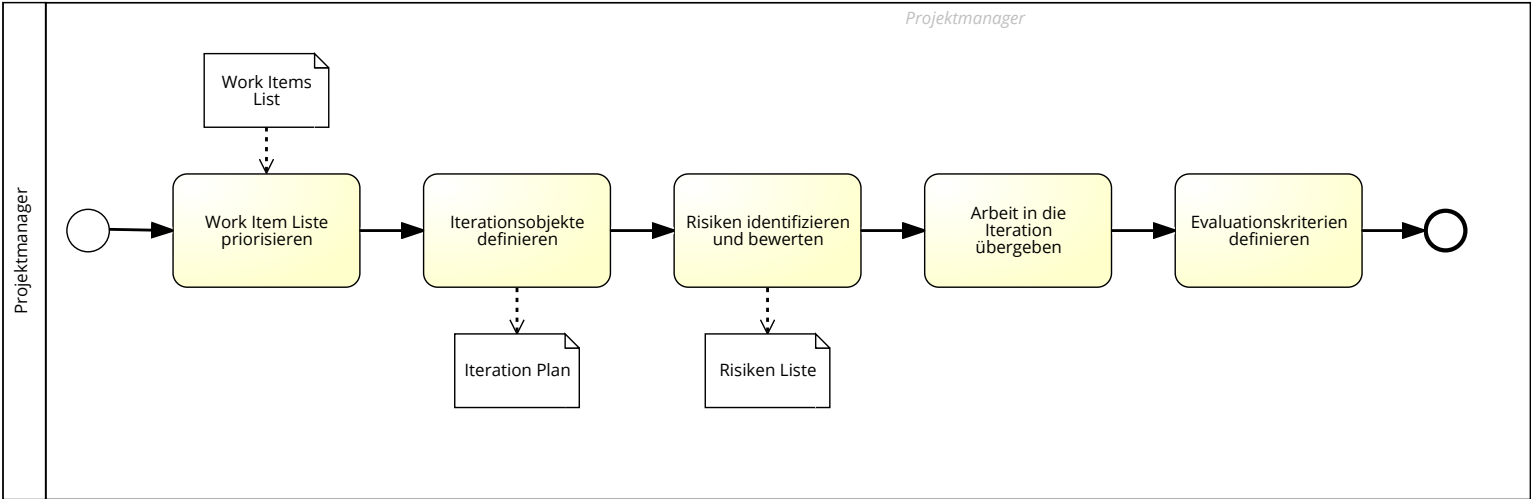 Projektmanager
Projektmanager
Work Items
List
Work Item Liste
priorisieren
Iterationsobjekte
definieren
Risiken identifizieren
und bewerten
Arbeit in die
Iteration
übergeben
Evaluationskriterien
definieren
Iteration Plan
Risiken Liste